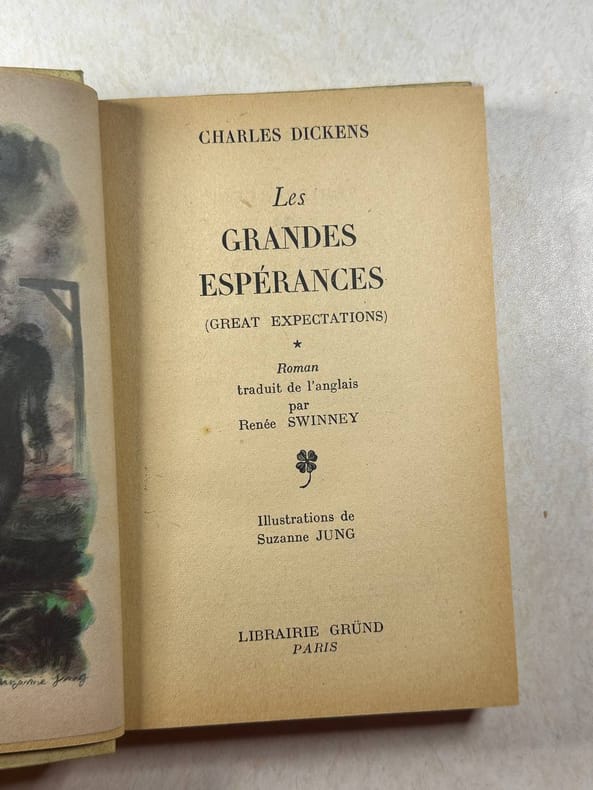 CHARLES DICKENS
Les
GRANDES
ESPÉRANCES
(GREAT EXPECTATIONS)
★
Roman
traduit de l'anglais
par
Renée SWINNEY
Illustrations de
Suzanne JUNG
LIBRAIRIE GRÜND
PARIS
Jung